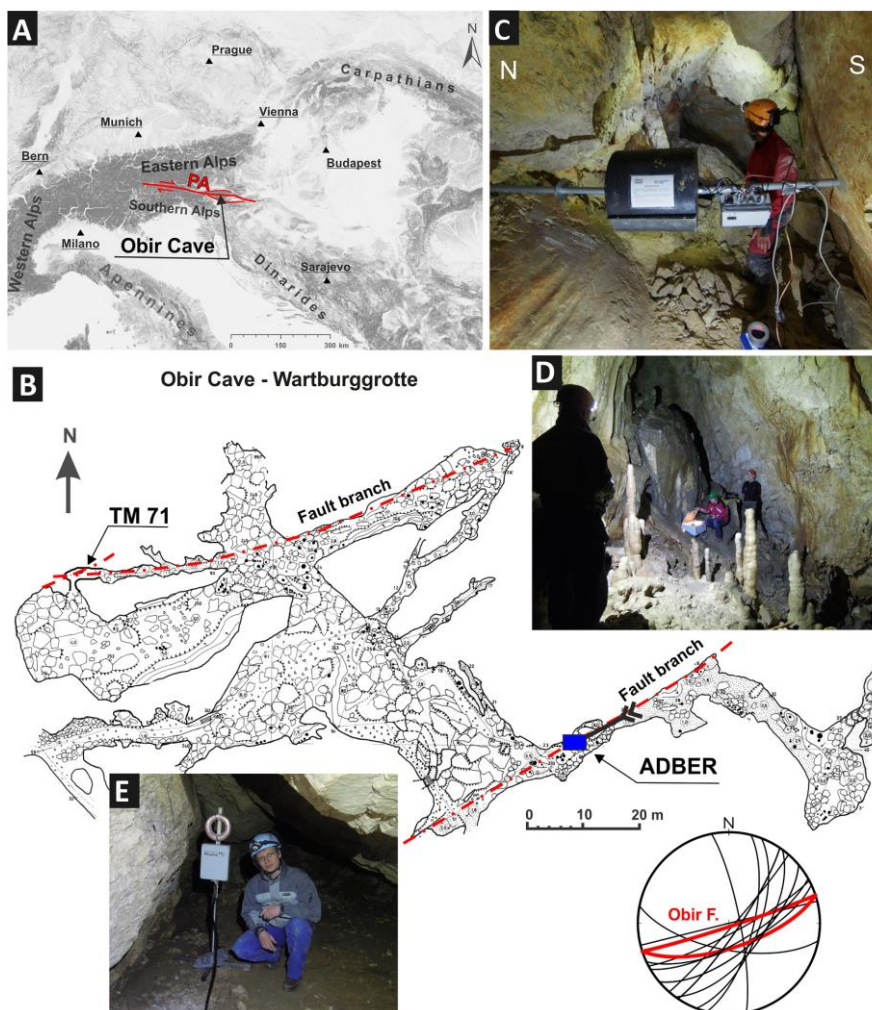 A
N
Prague
Carpathians
Vienna
Munich
Bern
Budapest
Eastern Alps
PA
Southern Alps
Western Alps
Obir Cave
Milano
Apennines
Dinarides
Sarajevo
0 150 300 km
C
N S
B
Obir Cave - Wartburggrotte
N
TM 71
Fault branch
D
Fault branch
ADBER
0 10 20 m
E
N
Obir F.